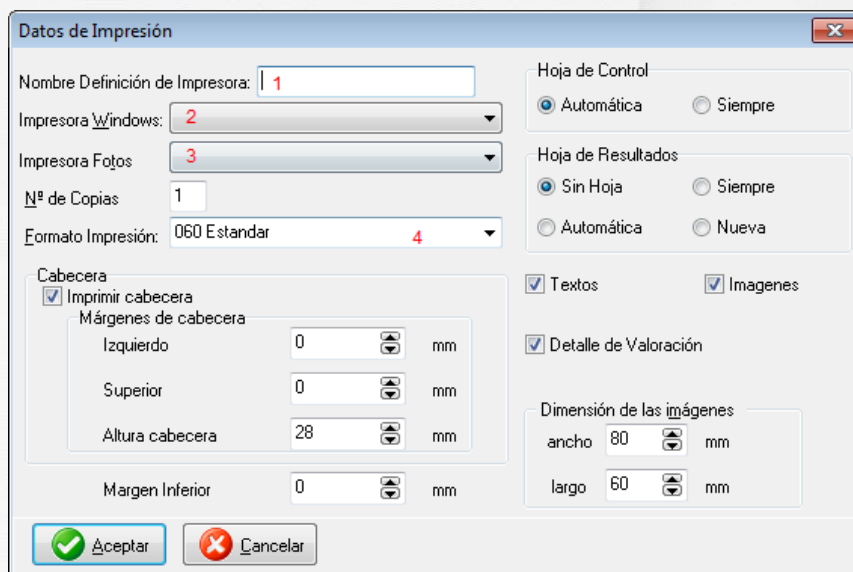 Datos de Impresión
Nombre Definición de Impresora: 1
Impresora Windows: 2
Impresora Fotos 3
Nº de Copias 1
Formato Impresión: 060 Estandar 4
Cabecera
Imprimir cabecera
Márgenes de cabecera
Izquierdo 0 mm
Superior 0 mm
Altura cabecera 28 mm
Margen Inferior 0 mm
Aceptar Cancelar
Hoja de Control
Automática Siempre
Hoja de Resultados
Sin Hoja Siempre
Automática Nueva
Textos Imagenes
Detalle de Valoración
Dimensión de las imágenes
ancho 80 mm
largo 60 mm